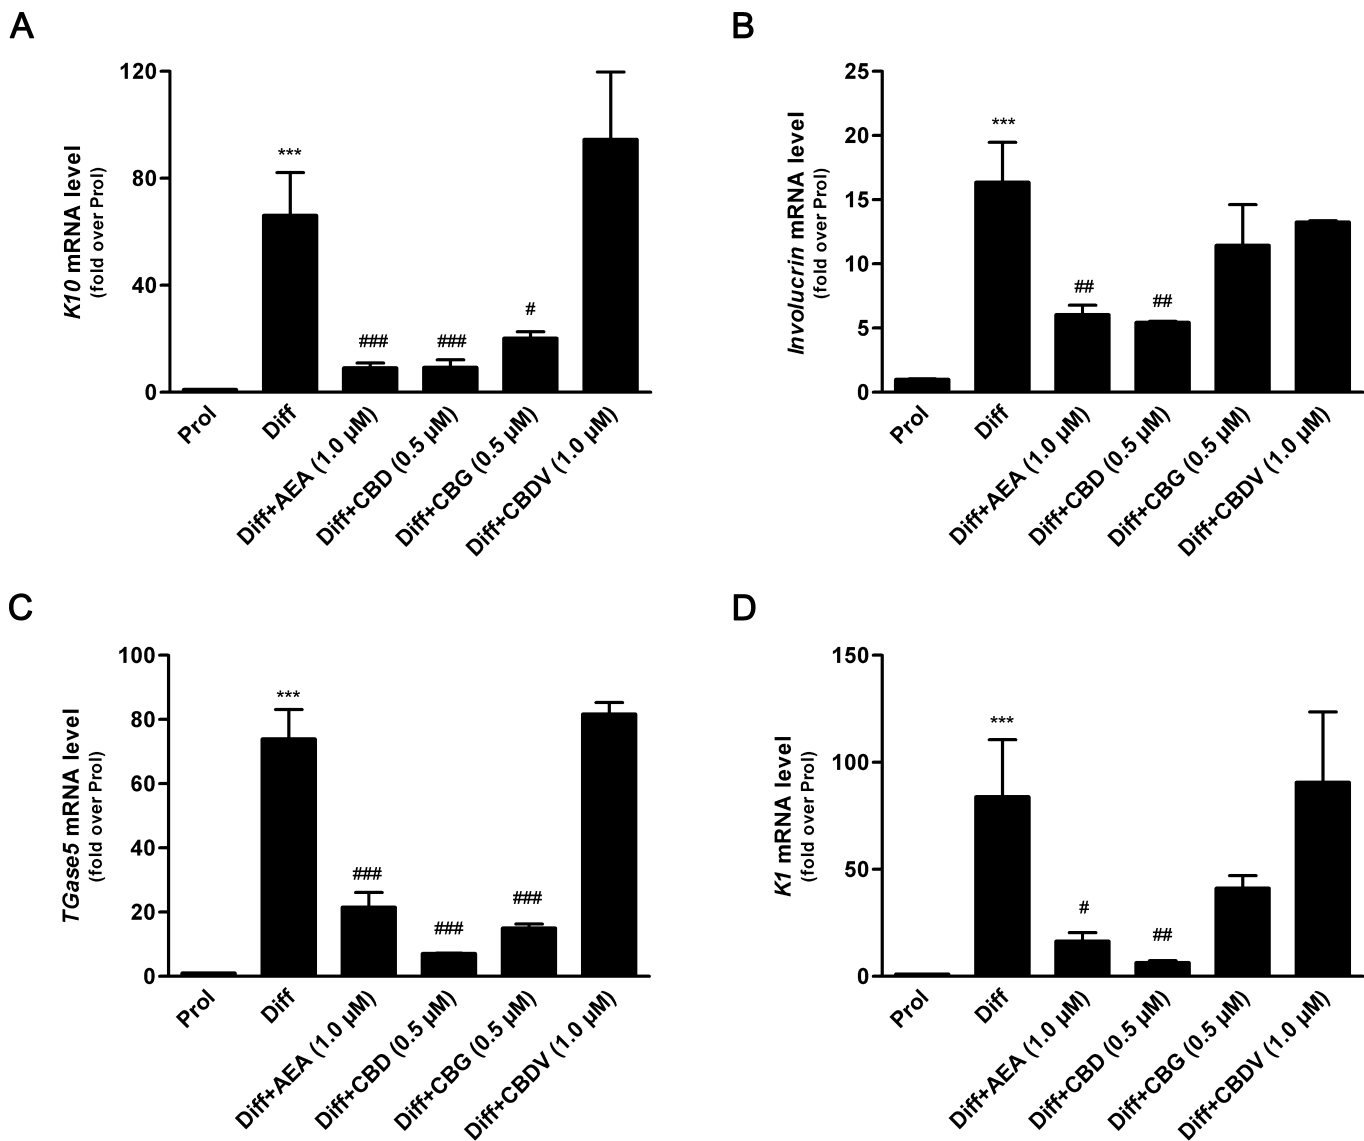 A
K10 mRNA level
(fold over Prol)
120
80
40
0
***
###
###
#
Prol
Diff
Diff+AEA (1.0 µM)
Diff+CBD (0.5 µM)
Diff+CBG (0.5 µM)
Diff+CBDV (1.0 µM)
B
Involucrin mRNA level
(fold over Prol)
25
20
15
10
5
0
***
##
##
Prol
Diff
Diff+AEA (1.0 µM)
Diff+CBD (0.5 µM)
Diff+CBG (0.5 µM)
Diff+CBDV (1.0 µM)
C
TGase5 mRNA level
(fold over Prol)
100
80
60
40
20
0
***
###
###
###
Prol
Diff
Diff+AEA (1.0 µM)
Diff+CBD (0.5 µM)
Diff+CBG (0.5 µM)
Diff+CBDV (1.0 µM)
D
K1 mRNA level
(fold over Prol)
150
100
50
0
***
#
##
Prol
Diff
Diff+AEA (1.0 µM)
Diff+CBD (0.5 µM)
Diff+CBG (0.5 µM)
Diff+CBDV (1.0 µM)